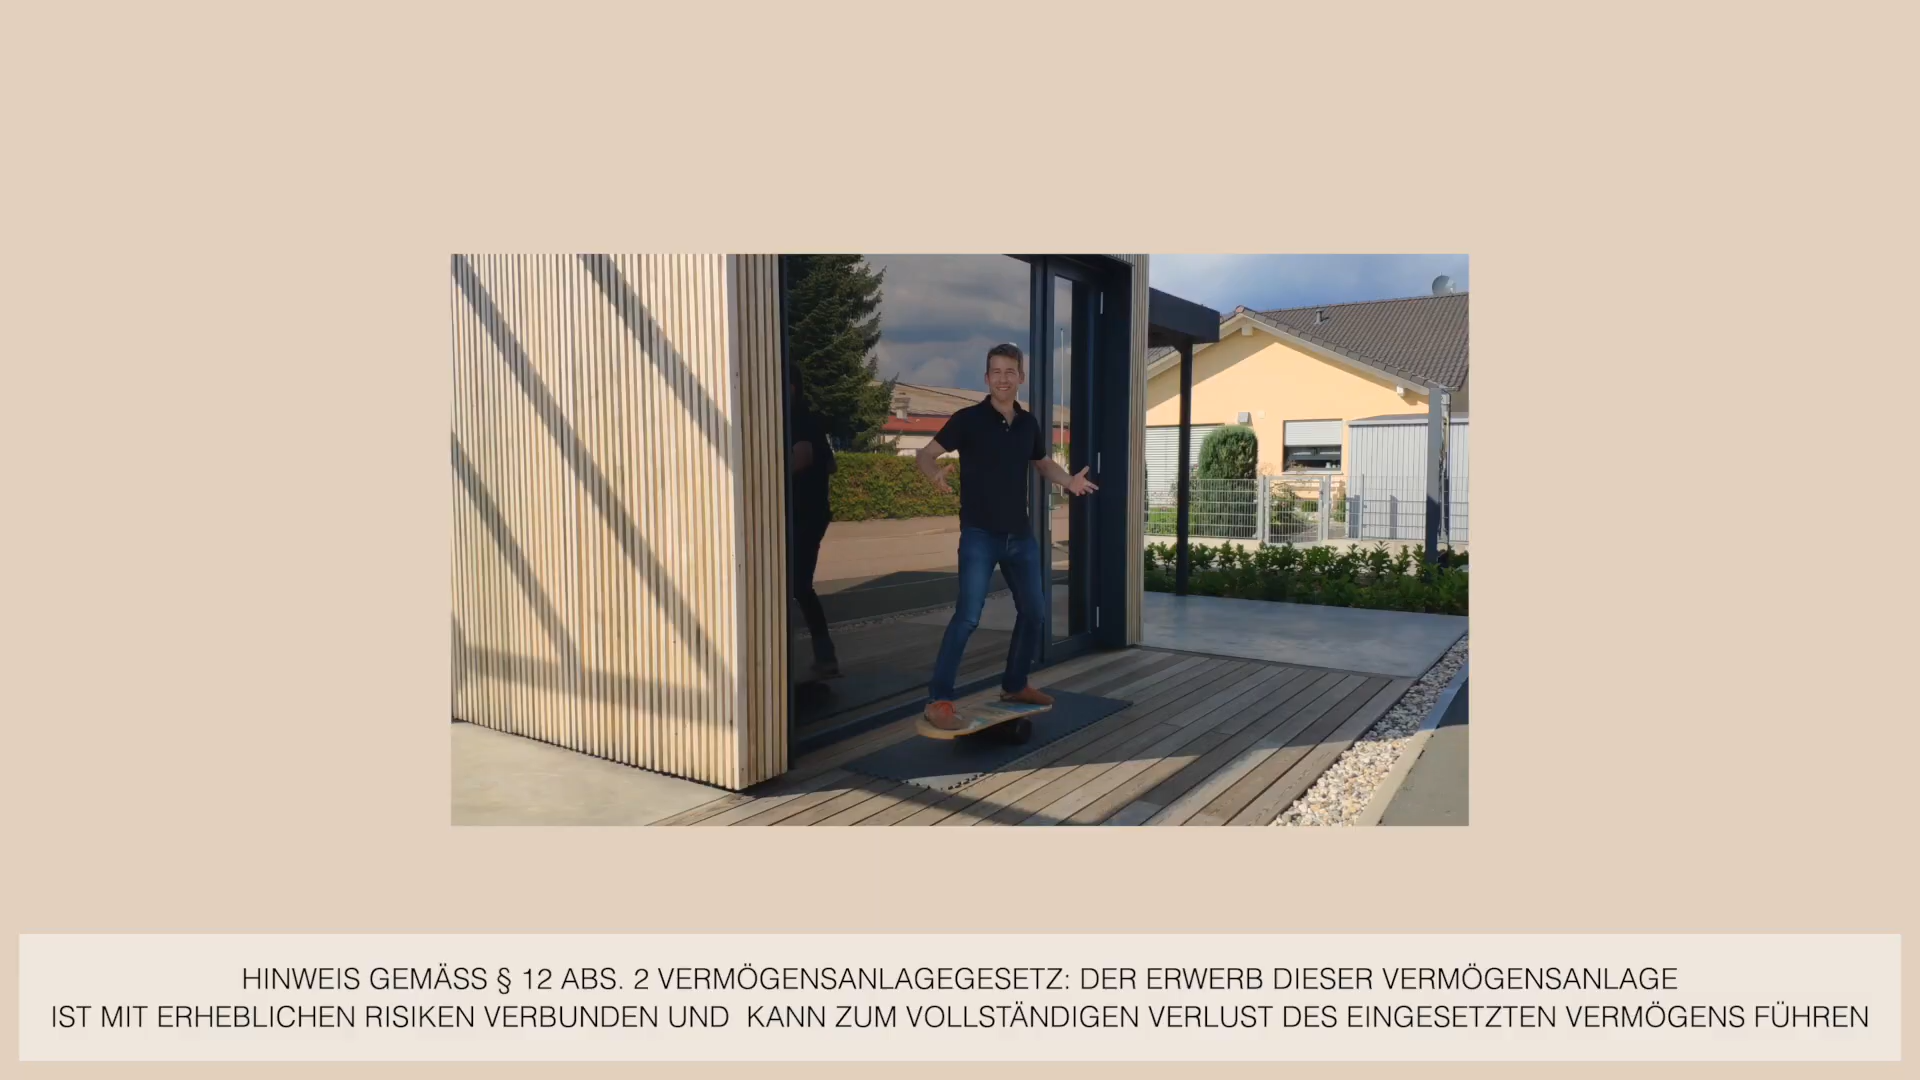 HINWEIS GEMÄSS § 12 ABS. 2 VERMÖGENSANLAGEGESETZ: DER ERWERB DIESER VERMÖGENSANLAGE
IST MIT ERHEBLICHEN RISIKEN VERBUNDEN UND KANN ZUM VOLLSTÄNDIGEN VERLUST DES EINGESETZTEN VERMÖGENS FÜHREN